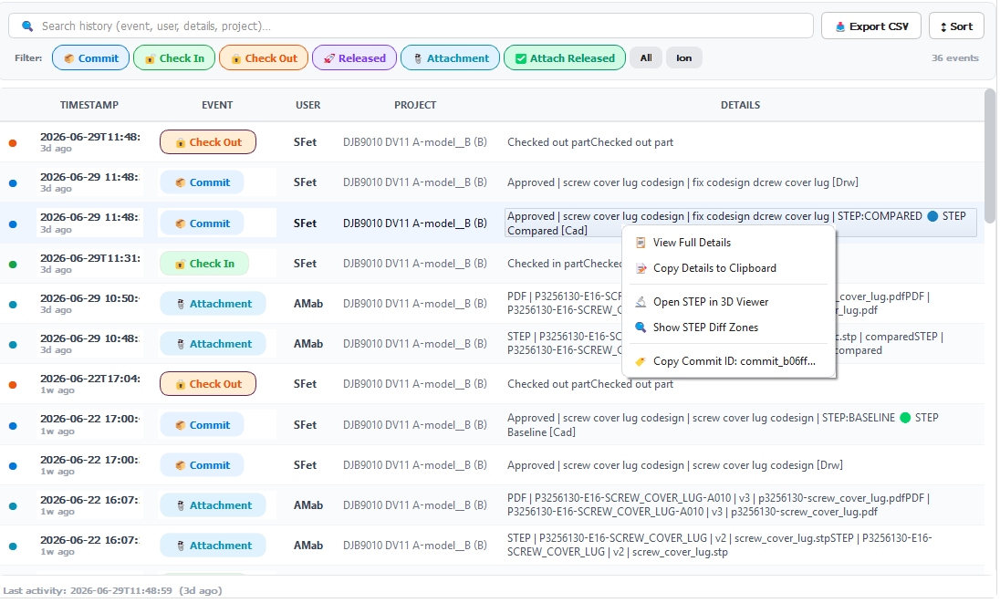 Search history (event, user, details, project)...
Export CSV
Sort
Filter:
Commit
Check In
Check Out
Released
Attachment
Attach Released
All
Ion
36 events
TIMESTAMP EVENT USER PROJECT DETAILS
2026-06-29T11:48:
3d ago
Check Out
SFet
DJB9010 DV11 A-model__B (B)
Checked out partChecked out part
2026-06-29 11:48:
3d ago
Commit
SFet
DJB9010 DV11 A-model__B (B)
Approved | screw cover lug codesign | fix codesign dcrew cover lug [Drw]
2026-06-29 11:48:
3d ago
Commit
SFet
DJB9010 DV11 A-model__B (B)
Approved | screw cover lug codesign | fix codesign dcrew cover lug | STEP:COMPARED 🔵 STEP
Compared [Cad]
View Full Details
Copy Details to Clipboard
Open STEP in 3D Viewer
Show STEP Diff Zones
Copy Commit ID: commit_b06ff...
2026-06-29T11:31:
3d ago
Check In
SFet
DJB9010 DV11 A-model__B (B)
Checked in partChecked
2026-06-29 10:50:
3d ago
Attachment
AMab
DJB9010 DV11 A-model__B (B)
PDF | P3256130-E16-SCR _cover_lug.pdfPDF |
P3256130-E16-SCREW_C _lug.pdf
2026-06-29 10:48:
3d ago
Attachment
AMab
DJB9010 DV11 A-model__B (B)
STEP | P3256130-E16-S .stp | comparedSTEP |
P3256130-E16-SCREW_C compared
2026-06-22T17:04:
1w ago
Check Out
SFet
DJB9010 DV11 A-model__B (B)
Checked out partChecked out part
2026-06-22 17:00:
1w ago
Commit
SFet
DJB9010 DV11 A-model__B (B)
Approved | screw cover lug codesign | screw cover lug codesign | STEP:BASELINE 🟢 STEP
Baseline [Cad]
2026-06-22 17:00:
1w ago
Commit
SFet
DJB9010 DV11 A-model__B (B)
Approved | screw cover lug codesign | screw cover lug codesign [Drw]
2026-06-22 16:07:
1w ago
Attachment
AMab
DJB9010 DV11 A-model__B (B)
PDF | P3256130-E16-SCREW_COVER_LUG-A010 | v3 | p3256130-screw_cover_lug.pdfPDF |
P3256130-E16-SCREW_COVER_LUG-A010 | v3 | p3256130-screw_cover_lug.pdf
2026-06-22 16:07:
1w ago
Attachment
AMab
DJB9010 DV11 A-model__B (B)
STEP | P3256130-E16-SCREW_COVER_LUG | v2 | screw_cover_lug.stpSTEP | P3256130-E16-
SCREW_COVER_LUG | v2 | screw_cover_lug.stp
Last activity: 2026-06-29T11:48:59 (3d ago)